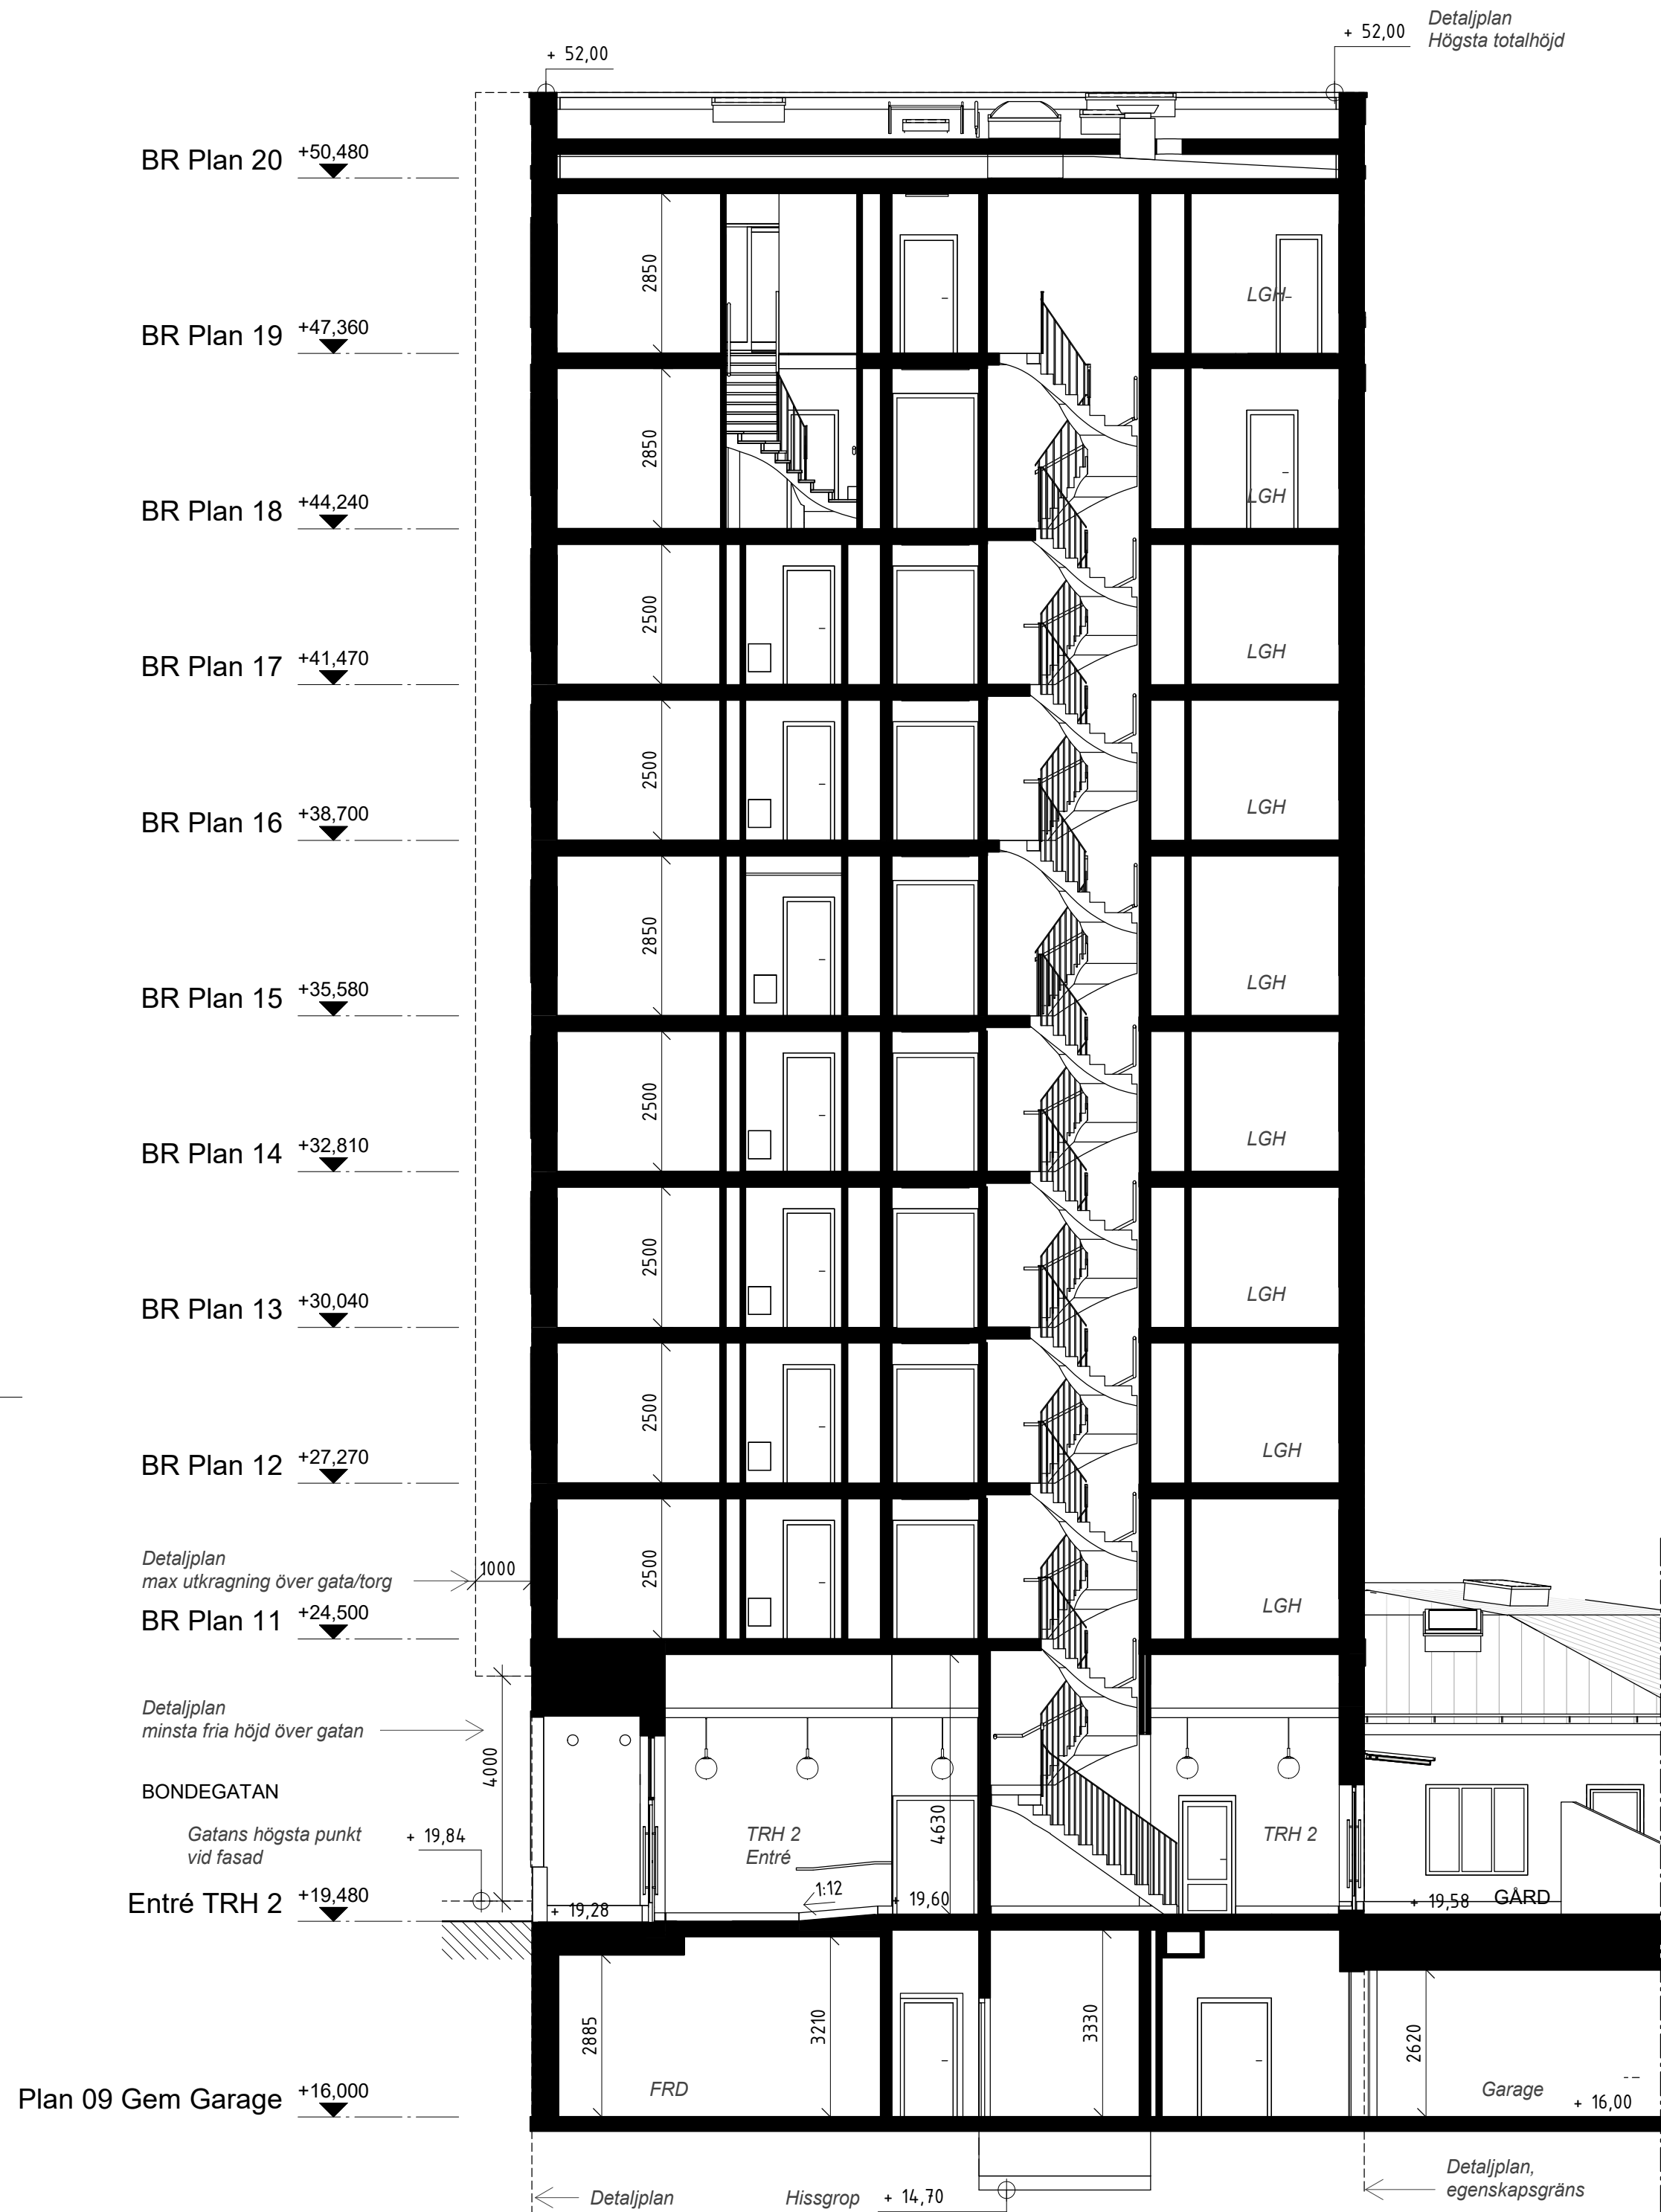 Detaljplan
Högsta totalhöjd
+ 52,00
+ 52,00
BR Plan 20 +50,480
2850
LGH
BR Plan 19 +47,360
2850
LGH
BR Plan 18 +44,240
2500
LGH
BR Plan 17 +41,470
2500
LGH
BR Plan 16 +38,700
2850
LGH
BR Plan 15 +35,580
2500
LGH
BR Plan 14 +32,810
2500
LGH
BR Plan 13 +30,040
2500
LGH
BR Plan 12 +27,270
2500
LGH
Detaljplan
max utkragning över gata/torg
1000
BR Plan 11 +24,500
Detaljplan
minsta fria höjd över gatan
4000
BONDEGATAN
Gatans högsta punkt
vid fasad
+ 19,84
TRH 2
Entré
4630
TRH 2
Entré TRH 2 +19,480
+ 19,28
1:12
+ 19,60
+ 19,58
GÅRD
2885
3210
3330
2620
FRD
Garage
Plan 09 Gem Garage +16,000
+ 16,00
Detaljplan
Hissgrop
+ 14,70
Detaljplan,
egenskapsgräns